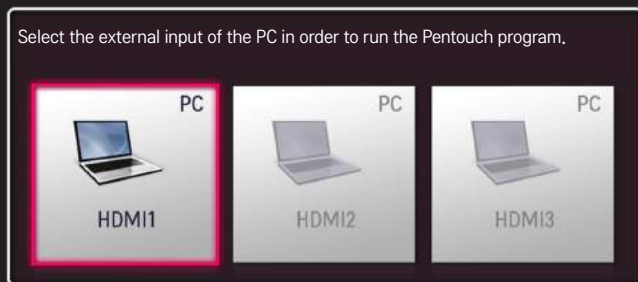 Select the external input of the PC in order to run the Pentouch program.
PC PC PC
HDMI1 HDMI2 HDMI3